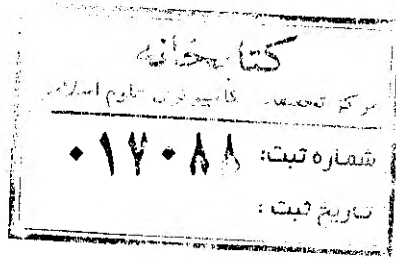 کتابخانه
مرکز تحقیقات کامپیوتری علوم اسلامی
شماره ثبت: ۰۱۷۰۸۸
تاریخ ثبت :